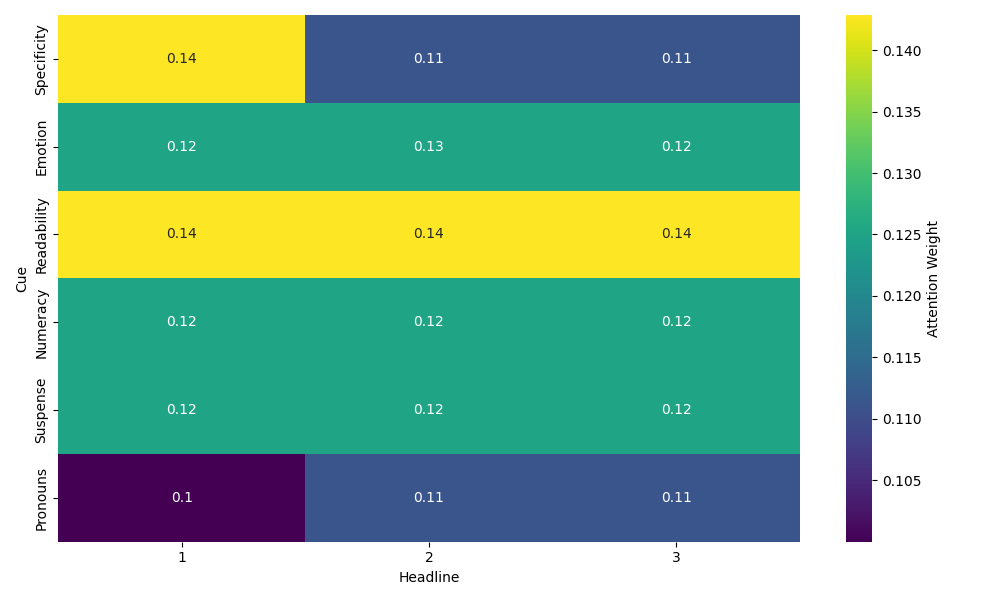 Cue
Specificity 0.14 0.11 0.11
Emotion 0.12 0.13 0.12
Readability 0.14 0.14 0.14
Numeracy 0.12 0.12 0.12
Suspense 0.12 0.12 0.12
Pronouns 0.1 0.11 0.11
1 2 3
Headline
0.140
0.135
0.130
0.125
0.120
0.115
0.110
0.105
Attention Weight